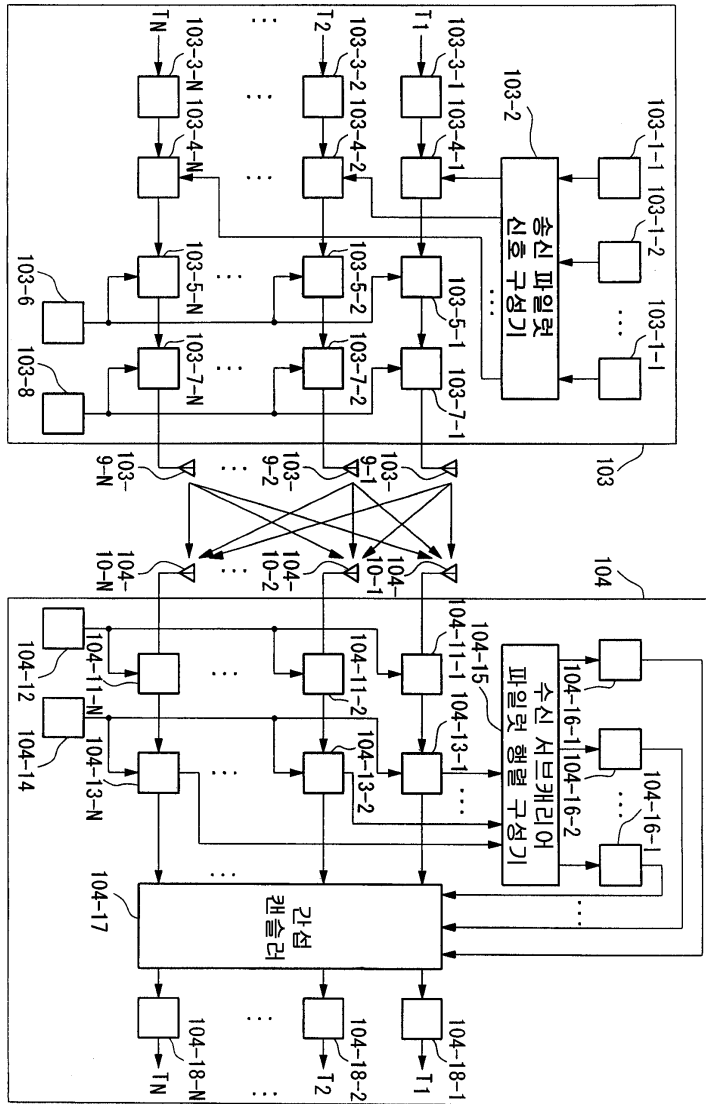 103
103-1-1
103-1-2
...
103-1-l
103-2
송신 파일럿
신호 구성기
...
T1
103-3-1
103-4-1
103-5-1
103-7-1
103-
9-1
T2
103-3-2
103-4-2
103-5-2
103-7-2
103-
9-2
...
...
...
...
...
...
TN
103-3-N
103-4-N
103-5-N
103-7-N
103-
9-N
103-6
103-8
104
104-16-1
104-16-2
...
104-16-l
104-15
수신 서브캐리어
파일럿 행렬 구성기
...
...
104-
10-1
104-11-1
104-13-1
104-18-1
T1
104-
10-2
104-11-2
104-13-2
104-18-2
T2
...
...
...
...
...
...
104-
10-N
104-11-N
104-13-N
104-18-N
TN
104-12
104-14
104-17
간섭
캔슬러